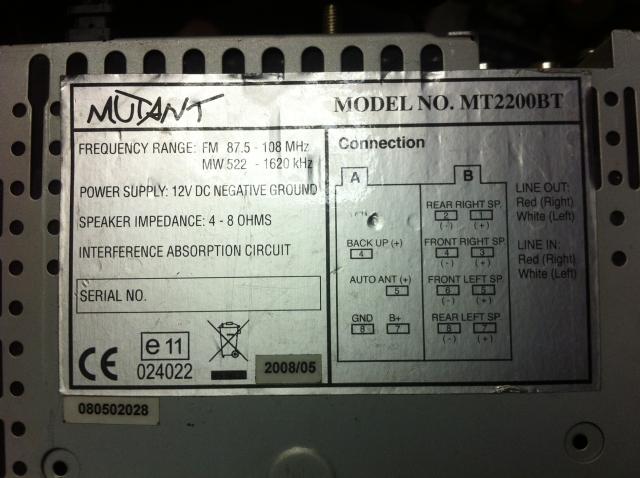 MUTANT
MODEL NO. MT2200BT
FREQUENCY RANGE: FM 87.5 - 108 MHz
MW 522 - 1620 kHz
POWER SUPPLY: 12V DC NEGATIVE GROUND
SPEAKER IMPEDANCE: 4 - 8 OHMS
INTERFERENCE ABSORPTION CIRCUIT
SERIAL NO.
CE
e 11
024022
2008/05
Connection
A
B
BACK UP (+)
4
AUTO ANT (+)
5
GND B+
8 7
REAR RIGHT SP.
2 1
(-) (+)
FRONT RIGHT SP.
4 3
(-) (+)
FRONT LEFT SP.
6 5
(-) (+)
REAR LEFT SP.
8 7
(-) (+)
LINE OUT:
Red (Right)
White (Left)
LINE IN:
Red (Right)
White (Left)
080502028